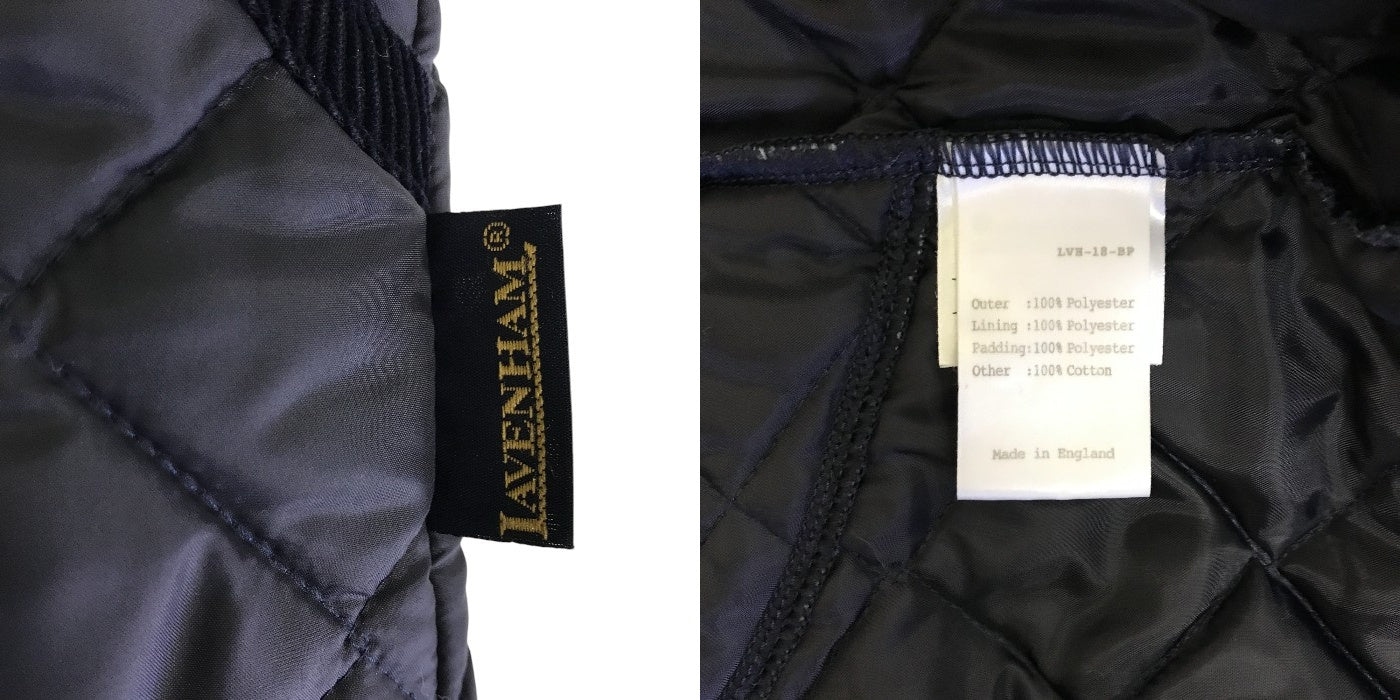 LAVENHAM®
LVH-18-BP
Outer :100% Polyester
Lining :100% Polyester
Padding:100% Polyester
Other :100% Cotton
Made in England